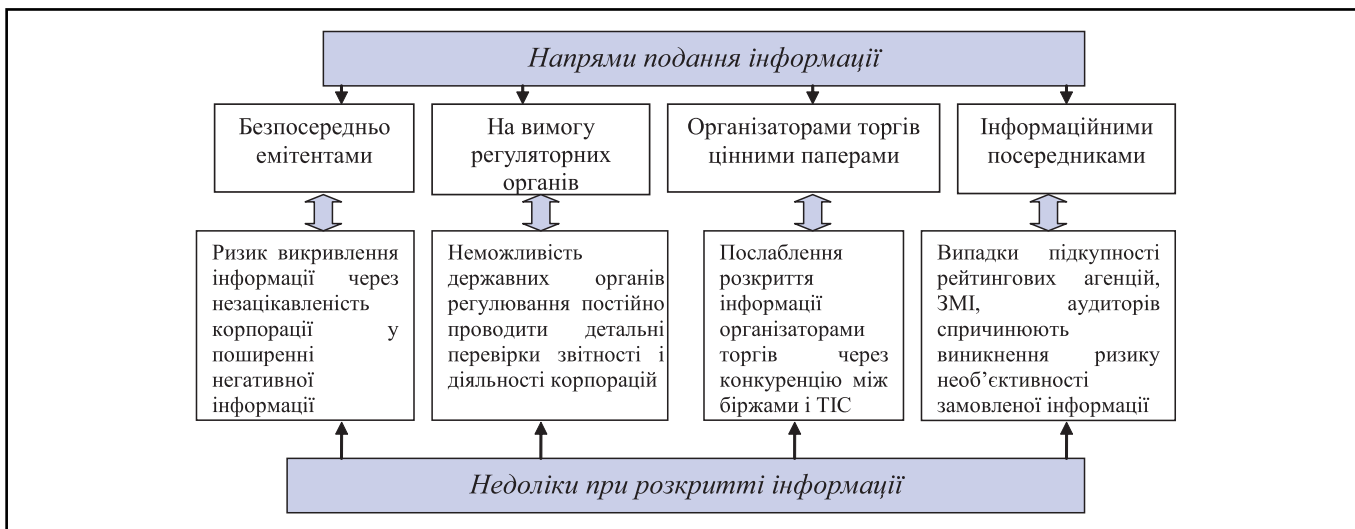 Напрями подання інформації
Безпосередньо
емітентами
На вимогу
регуляторних
органів
Організаторами торгів
цінними паперами
Інформаційними
посередниками
Ризик викривлення
інформації через
незацікавленість
корпорації у
поширенні
негативної
інформації
Неможливість
державних органів
регулювання постійно
проводити детальні
перевірки звітності і
діяльності корпорацій
Послаблення
розкриття
інформації
організаторами
торгів через
конкуренцію між
біржами і ТІС
Випадки підкупності
рейтингових агенцій,
ЗМІ, аудиторів
спричинюють
виникнення ризику
необ’єктивності
замовленої інформації
Недоліки при розкритті інформації